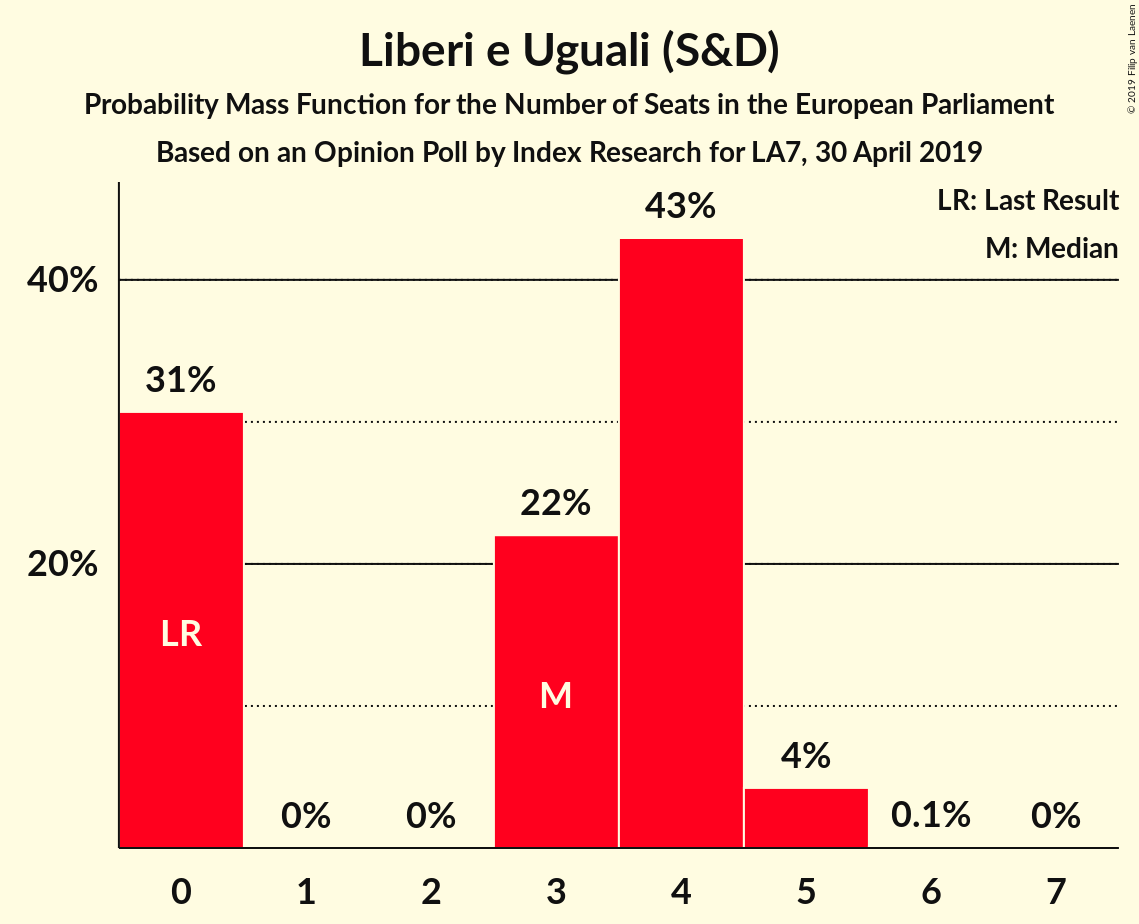 Liberi e Uguali (S&D)
Probability Mass Function for the Number of Seats in the European Parliament
Based on an Opinion Poll by Index Research for LA7, 30 April 2019
© 2019 Filip van Laenen
LR: Last Result
M: Median
43%
40%
31%
22%
20%
LR
M
4%
0%
0%
0.1%
0%
0 1 2 3 4 5 6 7